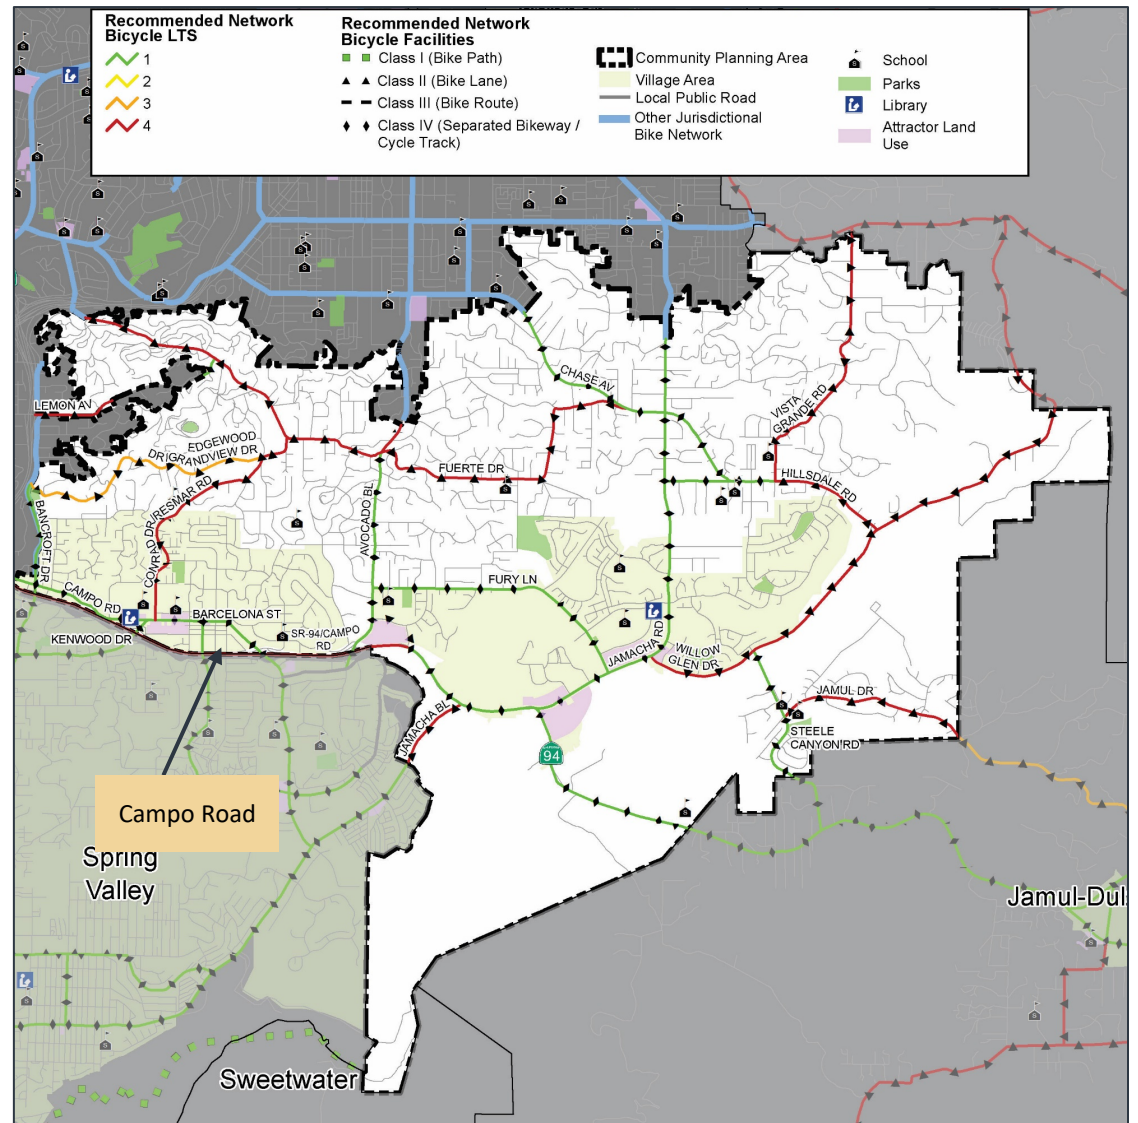 Recommended Network
Bicycle LTS
1
2
3
4
Recommended Network
Bicycle Facilities
Class I (Bike Path)
Class II (Bike Lane)
Class III (Bike Route)
Class IV (Separated Bikeway /
Cycle Track)
Community Planning Area
Village Area
Local Public Road
Other Jurisdictional
Bike Network
School
Parks
Library
Attractor Land
Use
CHASE AV
LEMON AV
VISTA
GRANDE RD
EDGEWOOD
DR
GRANDVIEW DR
FUERTE DR
HILLSDALE RD
RESMAR RD
CONRAD DR
BANCROFT DR
AVOCADO BL
FURY LN
CAMPO RD
BARCELONA ST
KENWOOD DR
SR-94/CAMPO
RD
JAMACHA RD
WILLOW
GLEN DR
JAMUL DR
JAMACHA BL
STEELE
CANYON RD
94
Campo Road
Spring
Valley
Jamul-Dul
Sweetwater